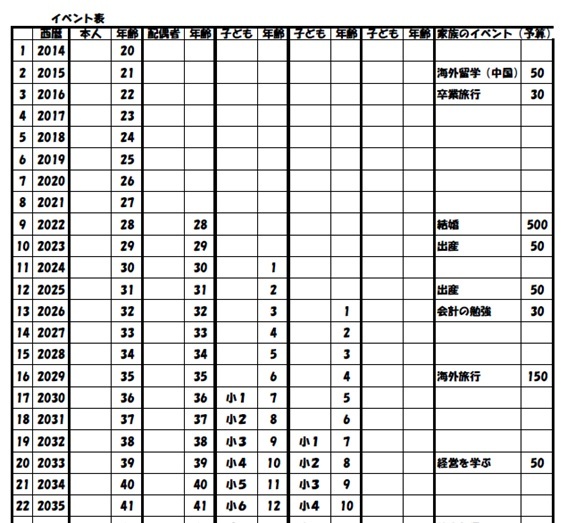 イベント表
西暦 本人 年齢 配偶者 年齢 子ども 年齢 子ども 年齢 子ども 年齢 家族のイベント（予算）
1 2014 20
2 2015 21 海外留学（中国） 50
3 2016 22 卒業旅行 30
4 2017 23
5 2018 24
6 2019 25
7 2020 26
8 2021 27
9 2022 28 28 結婚 500
10 2023 29 29 出産 50
11 2024 30 30 1
12 2025 31 31 2 出産 50
13 2026 32 32 3 1 会計の勉強 30
14 2027 33 33 4 2
15 2028 34 34 5 3
16 2029 35 35 6 4 海外旅行 150
17 2030 36 36 小1 7 5
18 2031 37 37 小2 8 6
19 2032 38 38 小3 9 小1 7
20 2033 39 39 小4 10 小2 8 経営を学ぶ 50
21 2034 40 40 小5 11 小3 9
22 2035 41 41 小6 12 小4 10